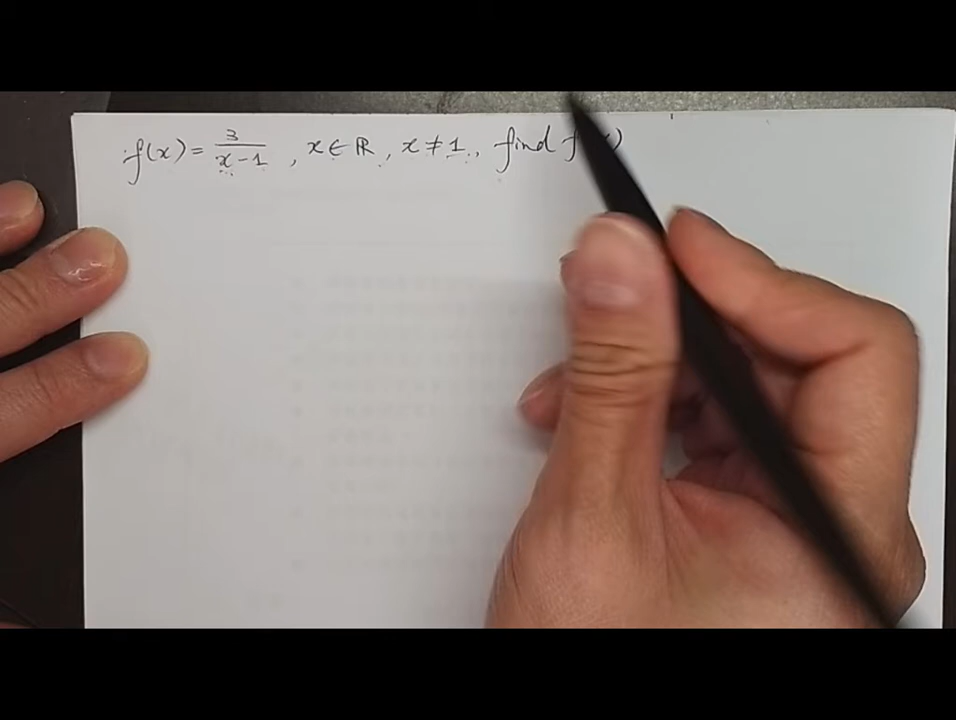 f(x) = 3/(x-1) , x ∈ ℝ , x ≠ 1 , find